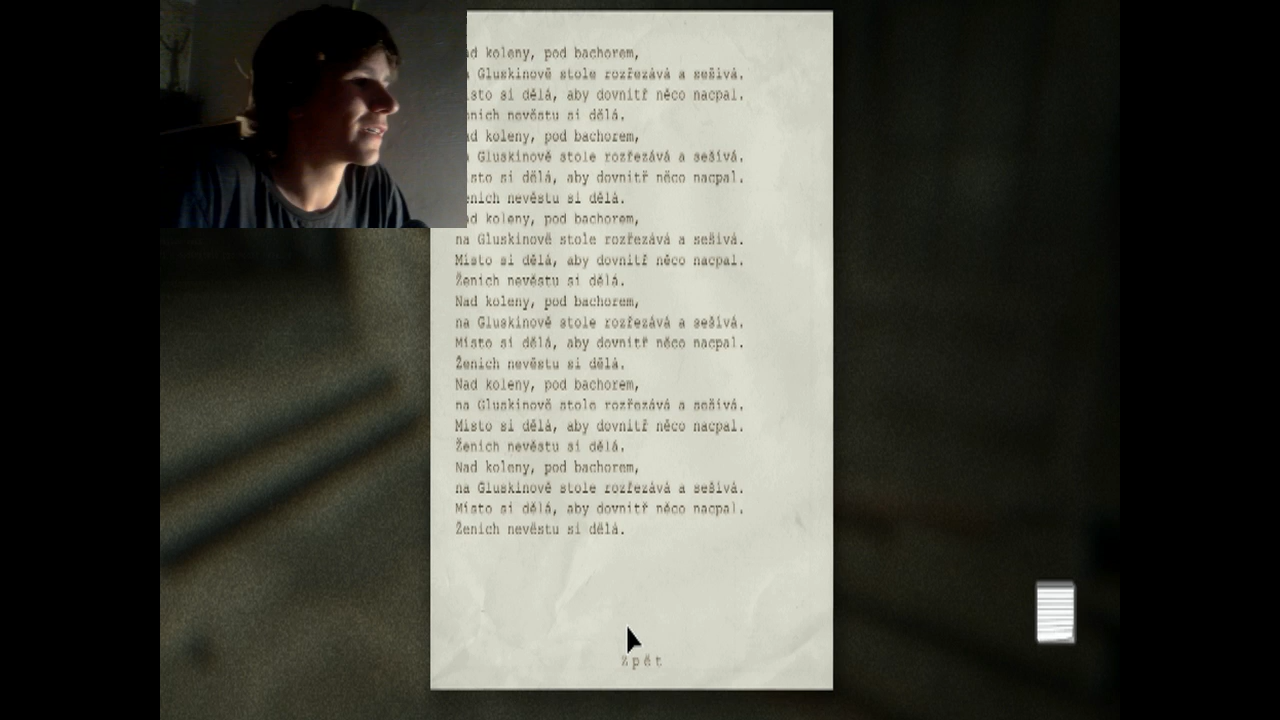 koleny, pod bachorem,
Gluskinově stole rozřezává a sešívá.
si dělá, aby dovnitř něco nacpal.
nevěstu si dělá.
koleny, pod bachorem,
Gluskinově stole rozřezává a sešívá.
si dělá, aby dovnitř něco nacpal.
nevěstu si dělá.
koleny, pod bachorem,
na Gluskinově stole rozřezává a sešívá.
Místo si dělá, aby dovnitř něco nacpal.
Ženich nevěstu si dělá.
Nad koleny, pod bachorem,
na Gluskinově stole rozřezává a sešívá.
Místo si dělá, aby dovnitř něco nacpal.
Ženich nevěstu si dělá.
Nad koleny, pod bachorem,
na Gluskinově stole rozřezává a sešívá.
Místo si dělá, aby dovnitř něco nacpal.
Ženich nevěstu si dělá.
Nad koleny, pod bachorem,
na Gluskinově stole rozřezává a sešívá.
Místo si dělá, aby dovnitř něco nacpal.
Ženich nevěstu si dělá.
Zpět